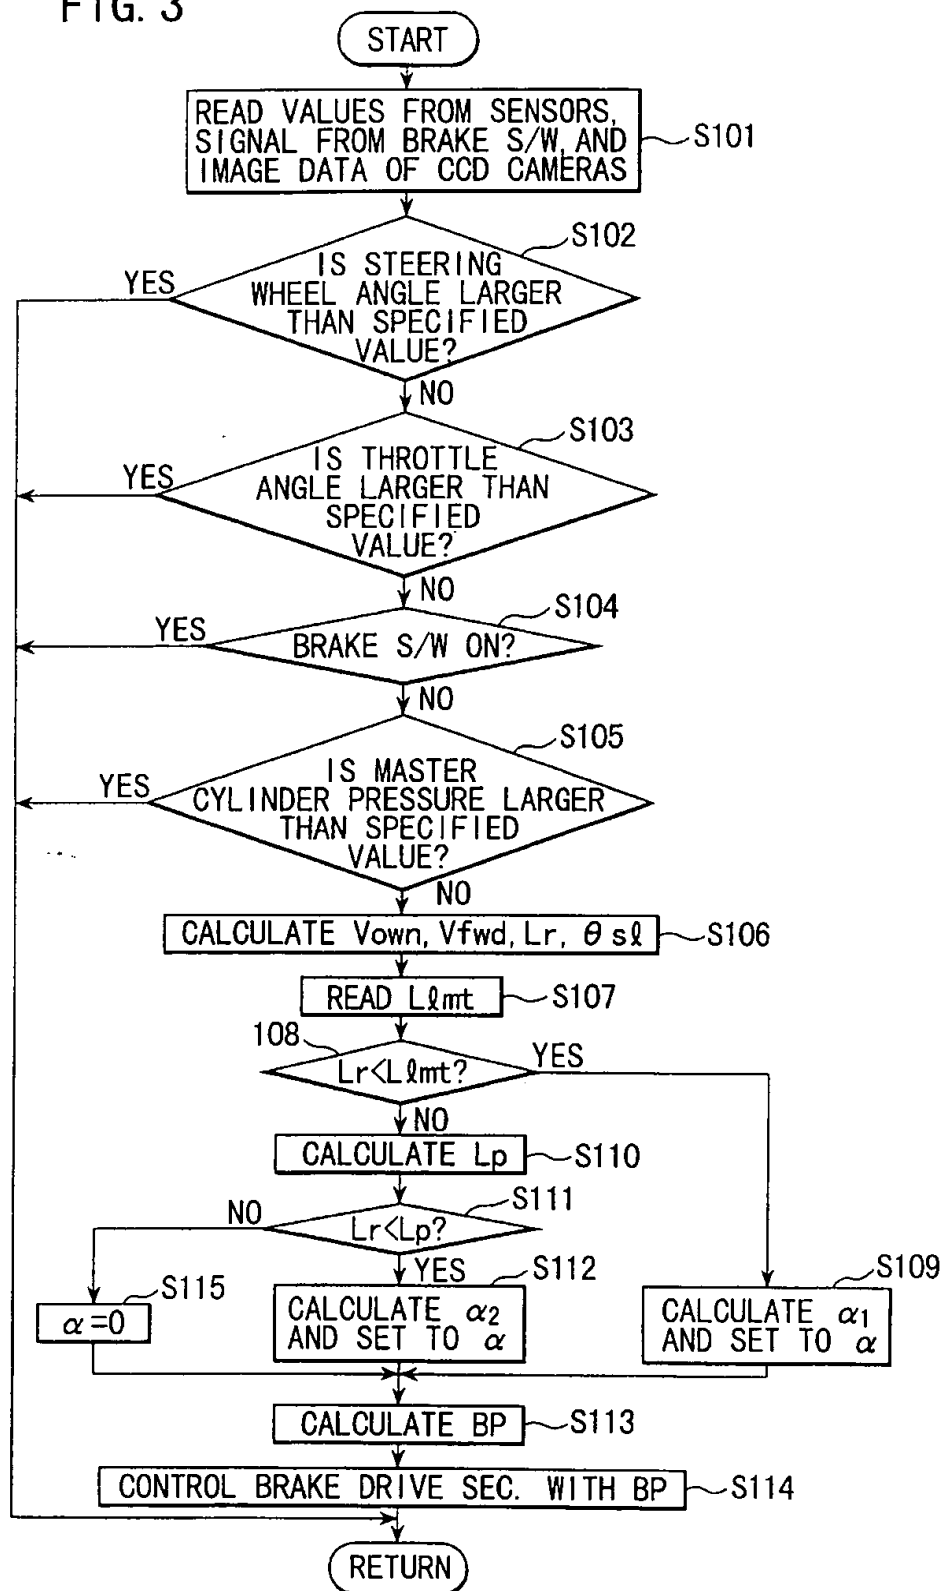 FIG. 3
START
READ VALUES FROM SENSORS,
SIGNAL FROM BRAKE S/W, AND
IMAGE DATA OF CCD CAMERAS
S101
S102
IS STEERING
WHEEL ANGLE LARGER
THAN SPECIFIED
VALUE?
YES
NO
S103
IS THROTTLE
ANGLE LARGER THAN
SPECIFIED
VALUE?
YES
NO
S104
BRAKE S/W ON?
YES
NO
S105
IS MASTER
CYLINDER PRESSURE LARGER
THAN SPECIFIED
VALUE?
YES
NO
CALCULATE Vown, Vfwd, Lr, θsℓ
S106
READ Lℓmt
S107
108
Lr<Lℓmt?
YES
NO
CALCULATE Lp
S110
S111
Lr<Lp?
NO
YES
S115
α=0
S112
CALCULATE α2
AND SET TO α
S109
CALCULATE α1
AND SET TO α
CALCULATE BP
S113
CONTROL BRAKE DRIVE SEC. WITH BP
S114
RETURN